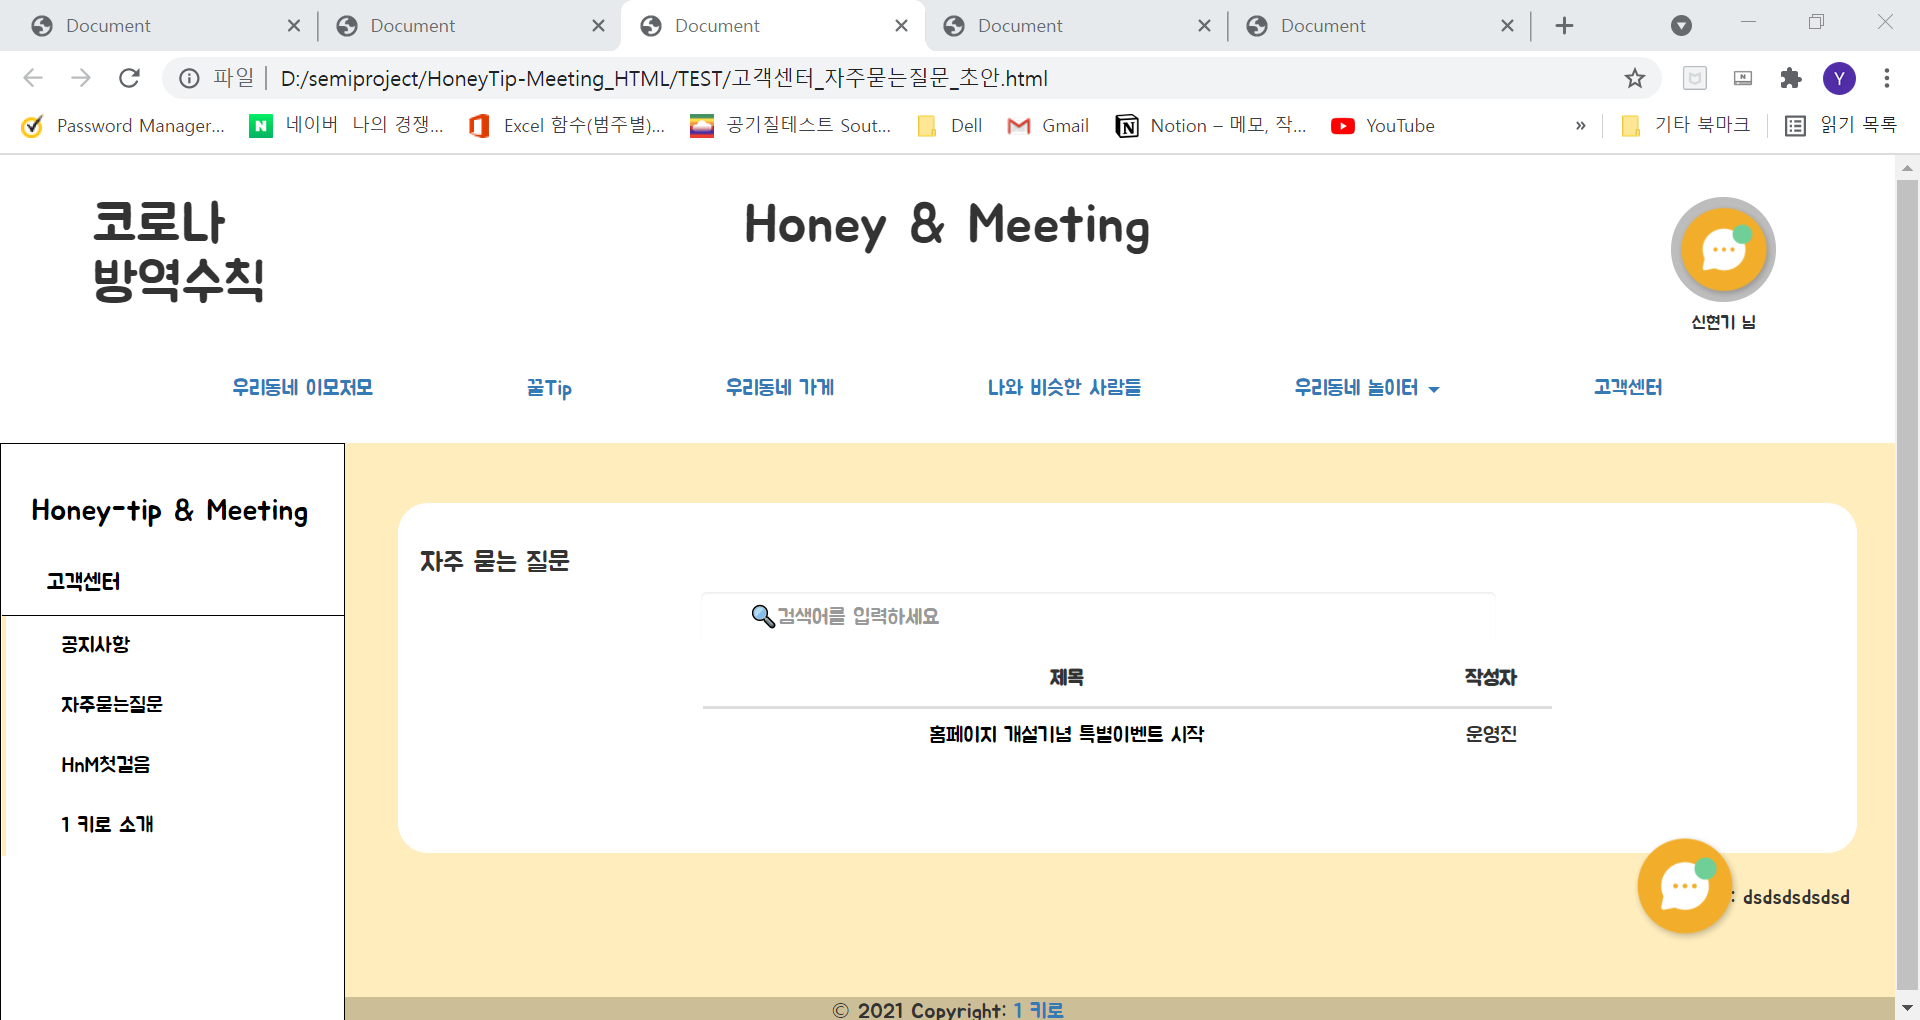 Document
Document
Document
Document
Document
파일
D:/semiproject/HoneyTip-Meeting_HTML/TEST/고객센터_자주묻는질문_초안.html
Y
Password Manager...
네이버 나의 경쟁...
Excel 함수(범주별)...
공기질테스트 Sout...
Dell
Gmail
Notion – 메모, 작...
YouTube
»
기타 북마크
읽기 목록
코로나
방역수칙
Honey & Meeting
신현기 님
우리동네 이모저모
꿀Tip
우리동네 가게
나와 비슷한 사람들
우리동네 놀이터
고객센터
Honey-tip & Meeting
고객센터
공지사항
자주묻는질문
HnM첫걸음
1 키로 소개
자주 묻는 질문
검색어를 입력하세요
제목 작성자
홈페이지 개설기념 특별이벤트 시작 운영진
: dsdsdsdsdsd
© 2021 Copyright: 1 키로